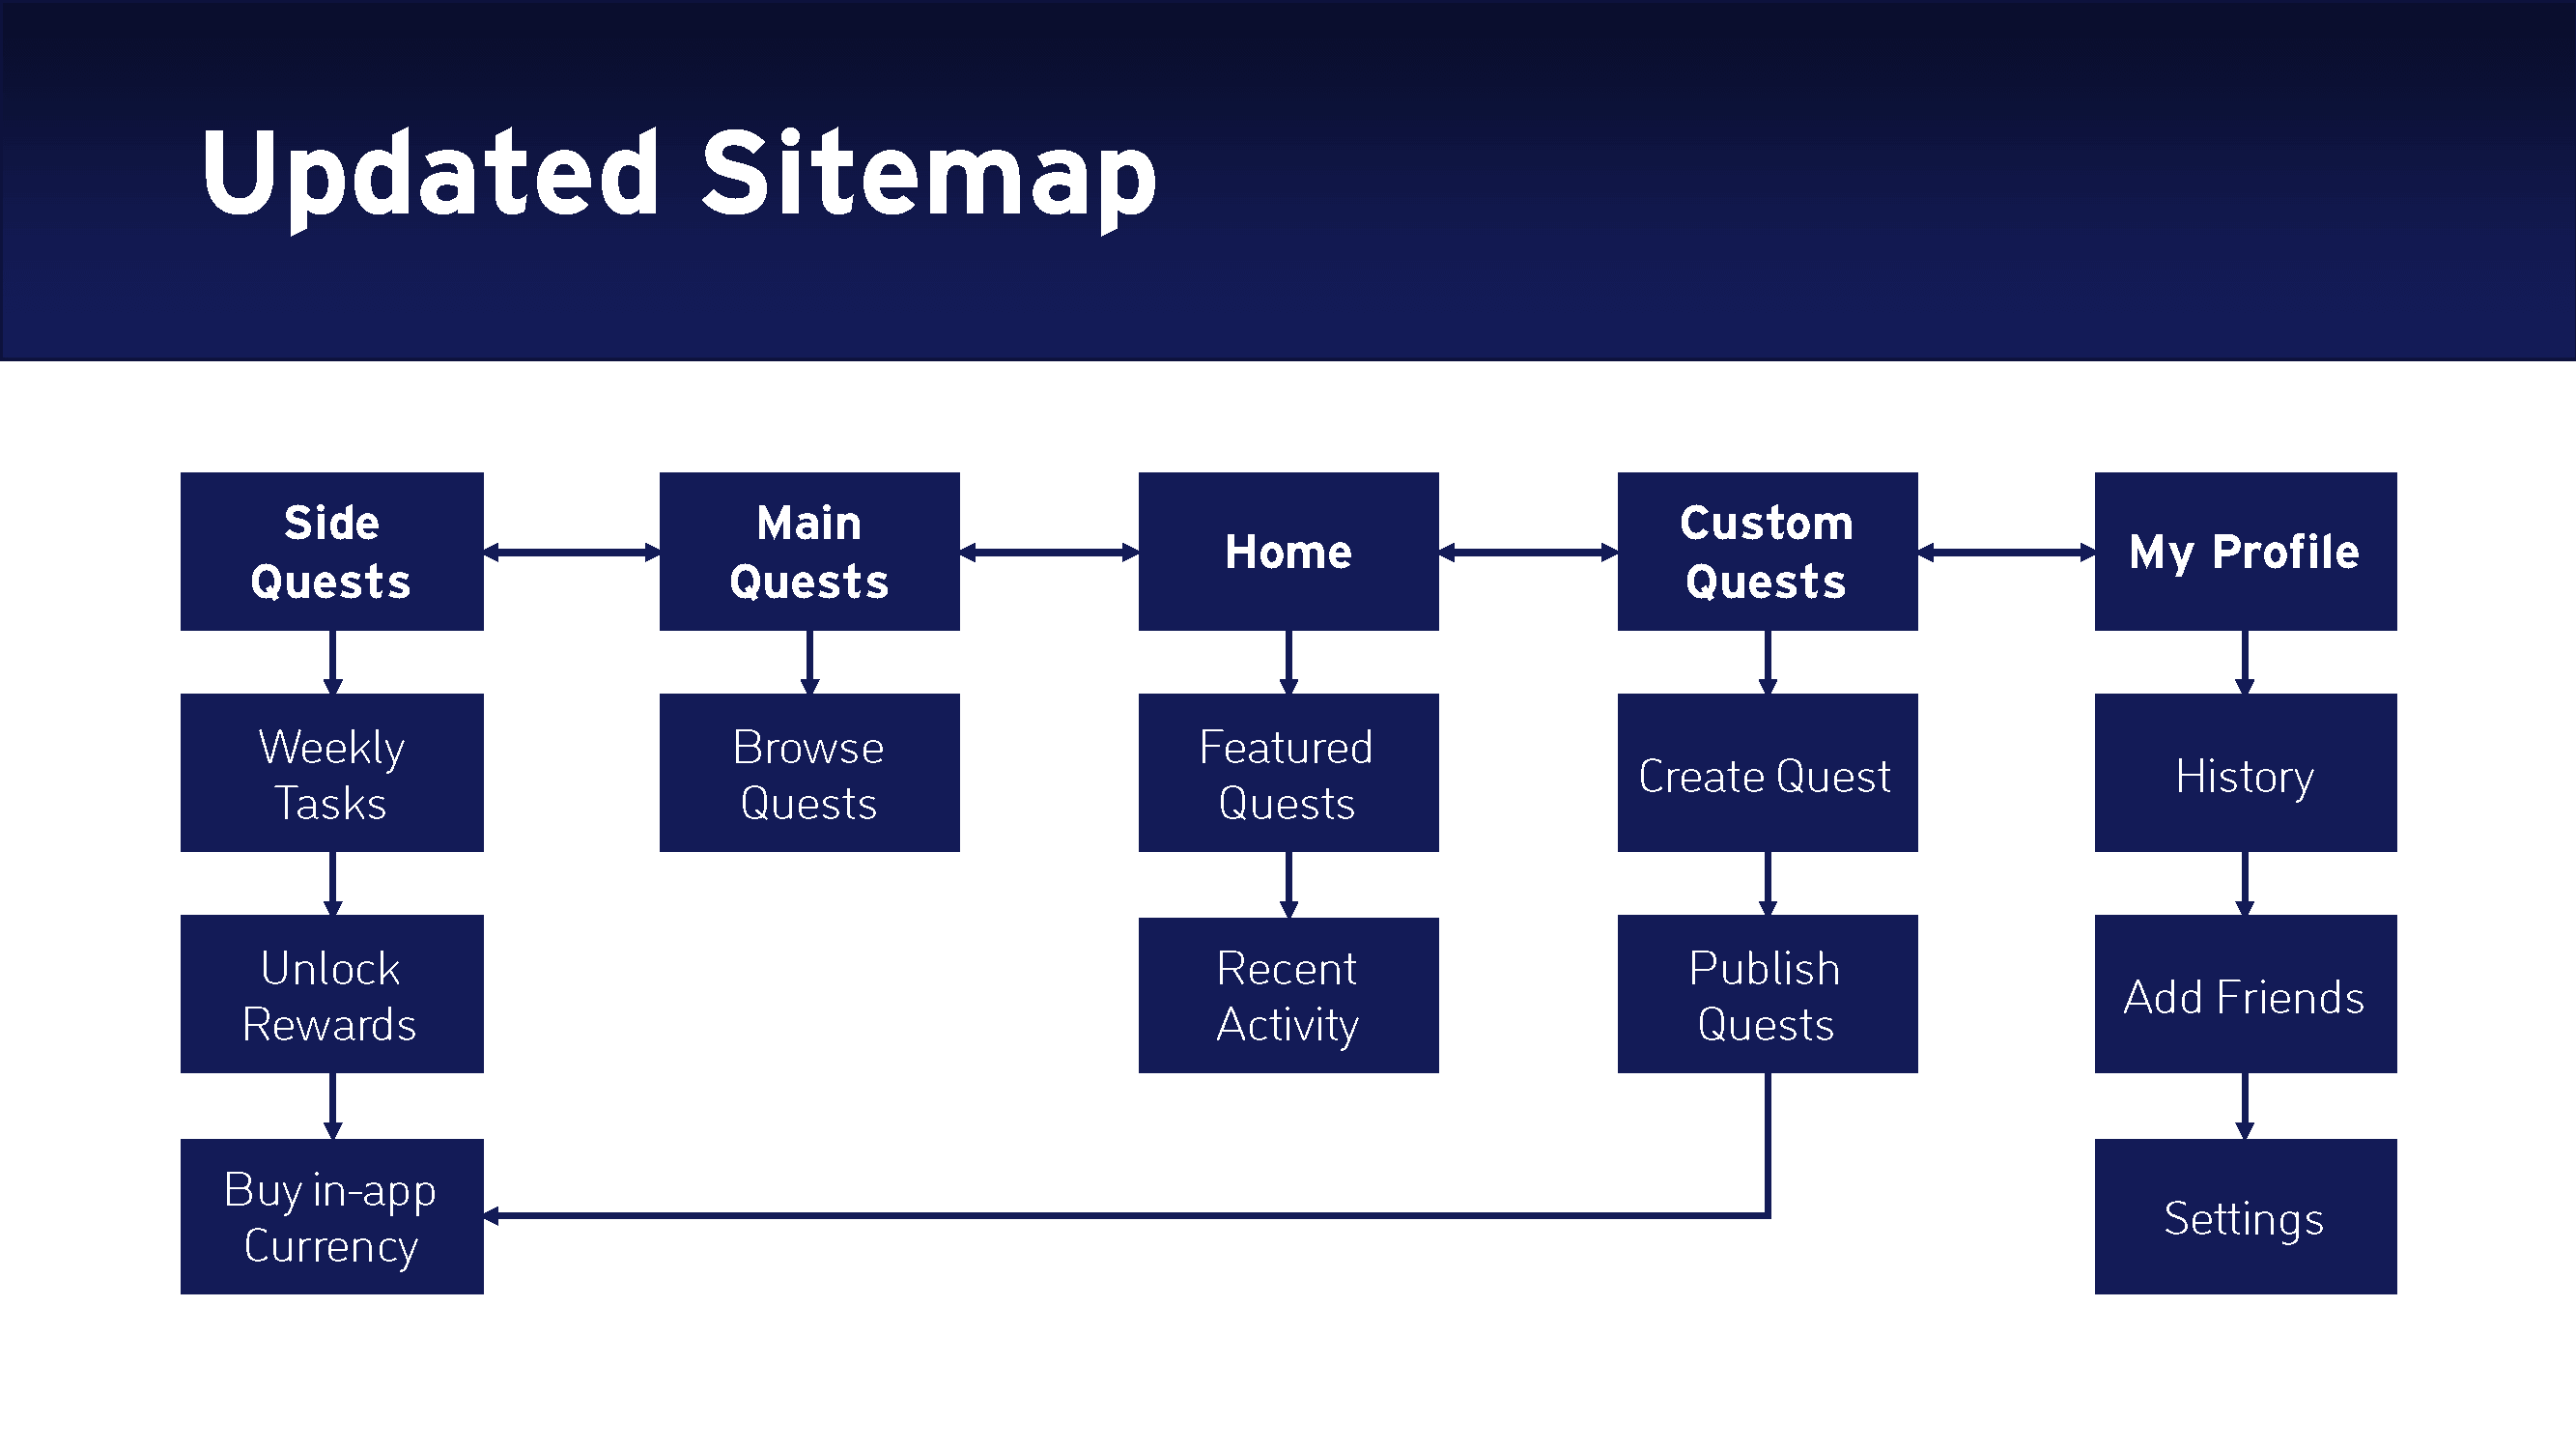 Updated Sitemap
Side
Quests
Main
Quests
Home
Custom
Quests
My Profile
Weekly
Tasks
Browse
Quests
Featured
Quests
Create Quest
History
Unlock
Rewards
Recent
Activity
Publish
Quests
Add Friends
Buy in-app
Currency
Settings